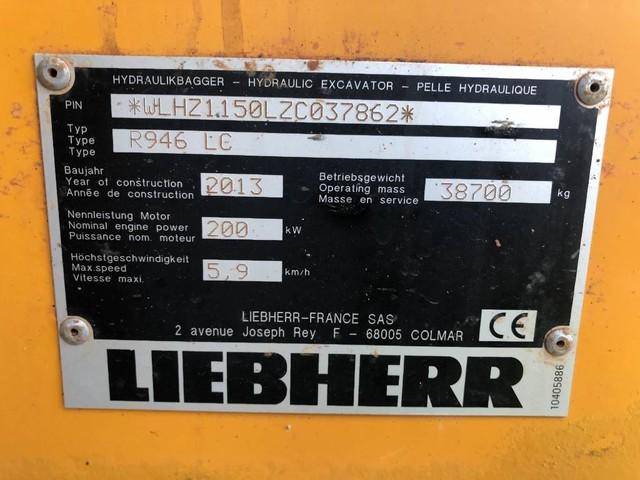 HYDRAULIKBAGGER – HYDRAULIC EXCAVATOR – PELLE HYDRAULIQUE
PIN *WLHZ1150LZC037862*
Typ
Type R946 LC
Type
Baujahr
Year of construction 2013
Année de construction
Betriebsgewicht
Operating mass 38700 kg
Masse en service
Nennleistung Motor
Nominal engine power 200 kW
Puissance nom. moteur
Höchstgeschwindigkeit
Max.speed 5,9 km/h
Vitesse maxi.
LIEBHERR–FRANCE SAS
2 avenue Joseph Rey F – 68005 COLMAR
CE
LIEBHERR
10405886